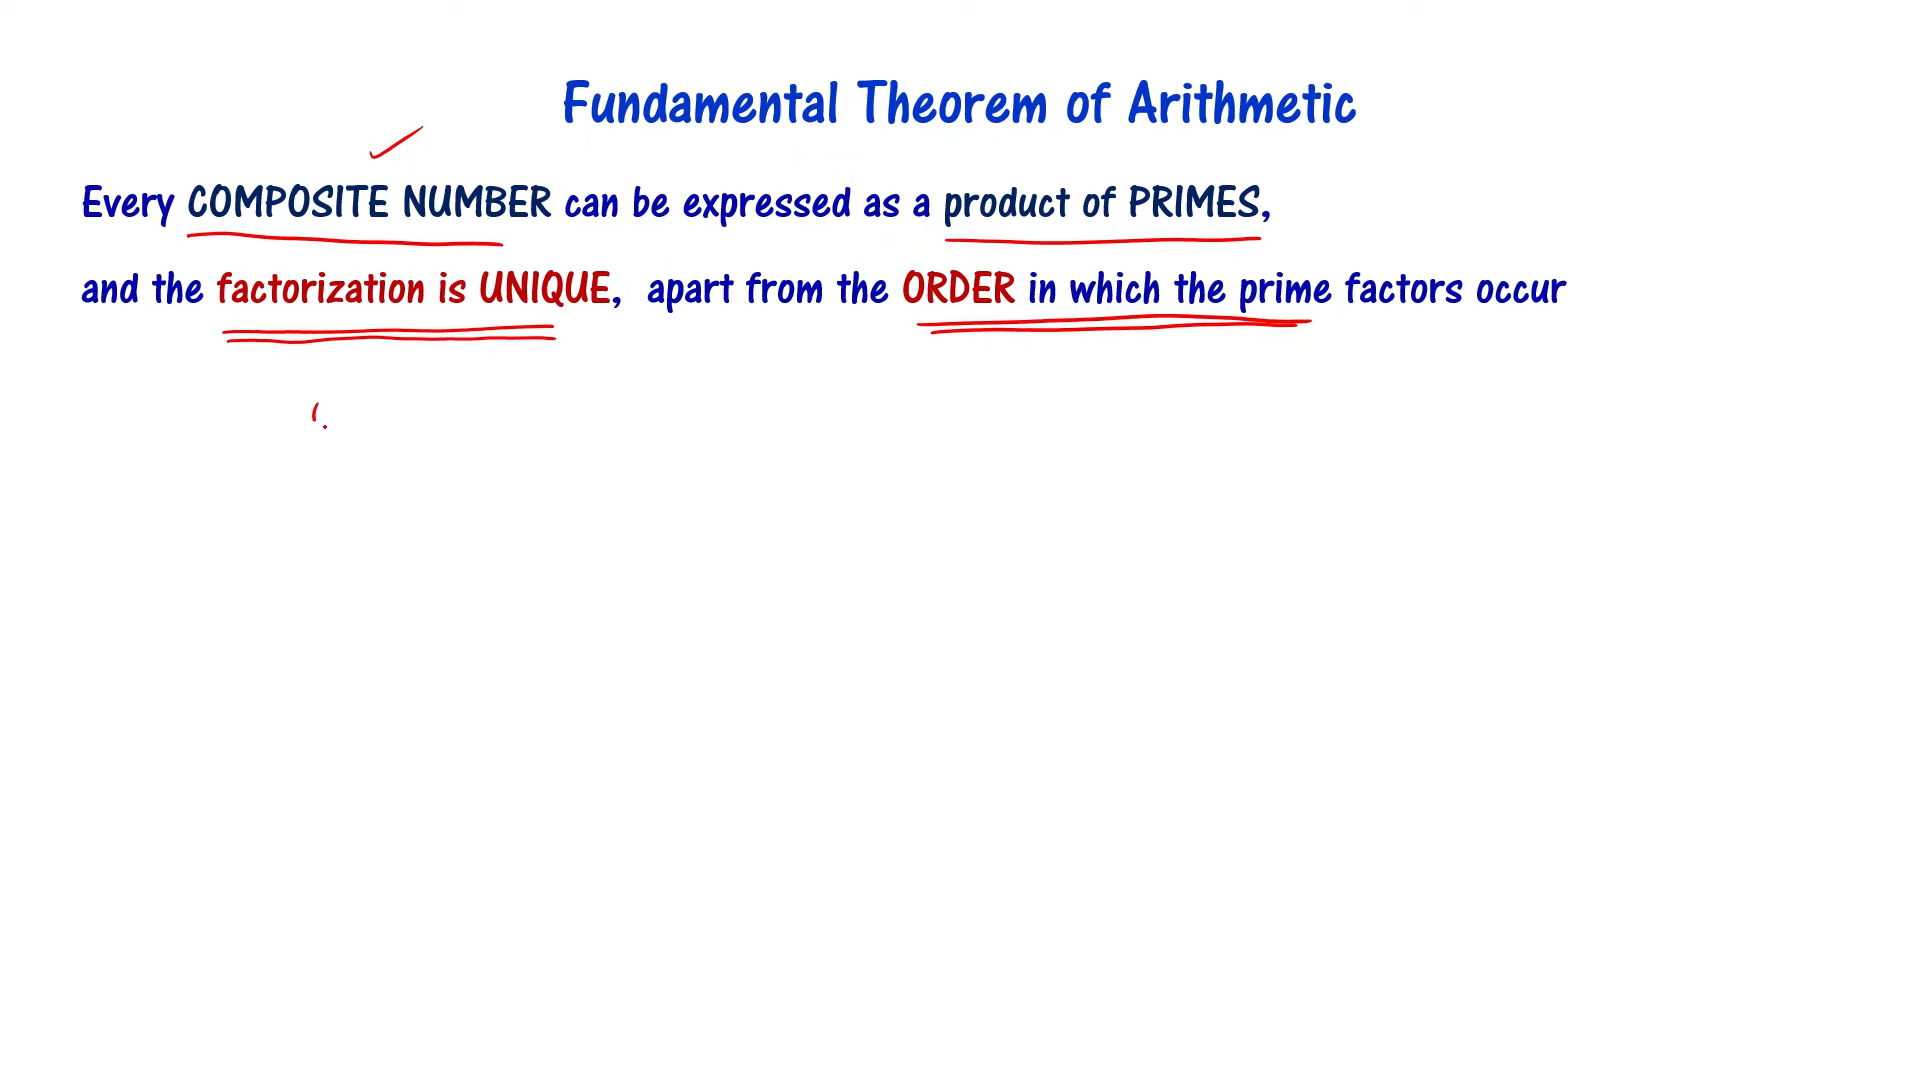 Fundamental Theorem of Arithmetic
Every COMPOSITE NUMBER can be expressed as a product of PRIMES,
and the factorization is UNIQUE, apart from the ORDER in which the prime factors occur